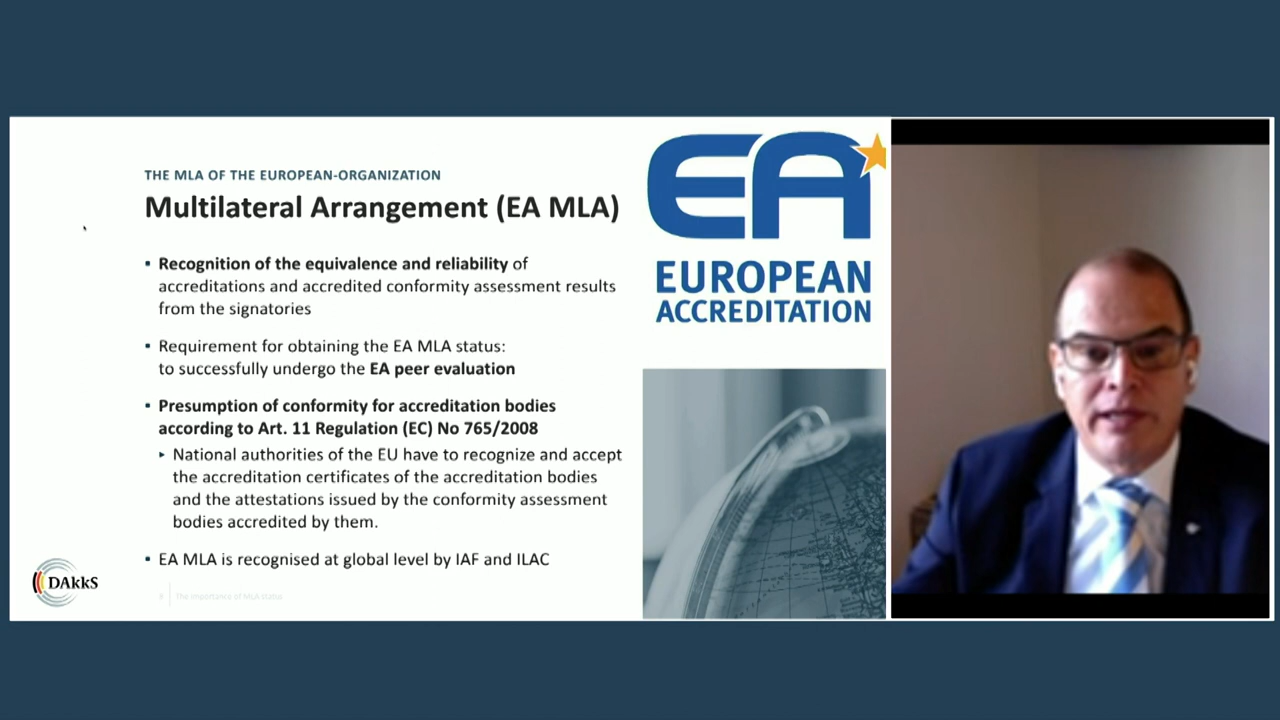 THE MLA OF THE EUROPEAN-ORGANIZATION
Multilateral Arrangement (EA MLA)
▪ Recognition of the equivalence and reliability of
accreditations and accredited conformity assessment results
from the signatories
▪ Requirement for obtaining the EA MLA status:
to successfully undergo the EA peer evaluation
▪ Presumption of conformity for accreditation bodies
according to Art. 11 Regulation (EC) No 765/2008
▸ National authorities of the EU have to recognize and accept
the accreditation certificates of the accreditation bodies
and the attestations issued by the conformity assessment
bodies accredited by them.
▪ EA MLA is recognised at global level by IAF and ILAC
DAkkS
The importance of MLA status
EA
EUROPEAN
ACCREDITATION